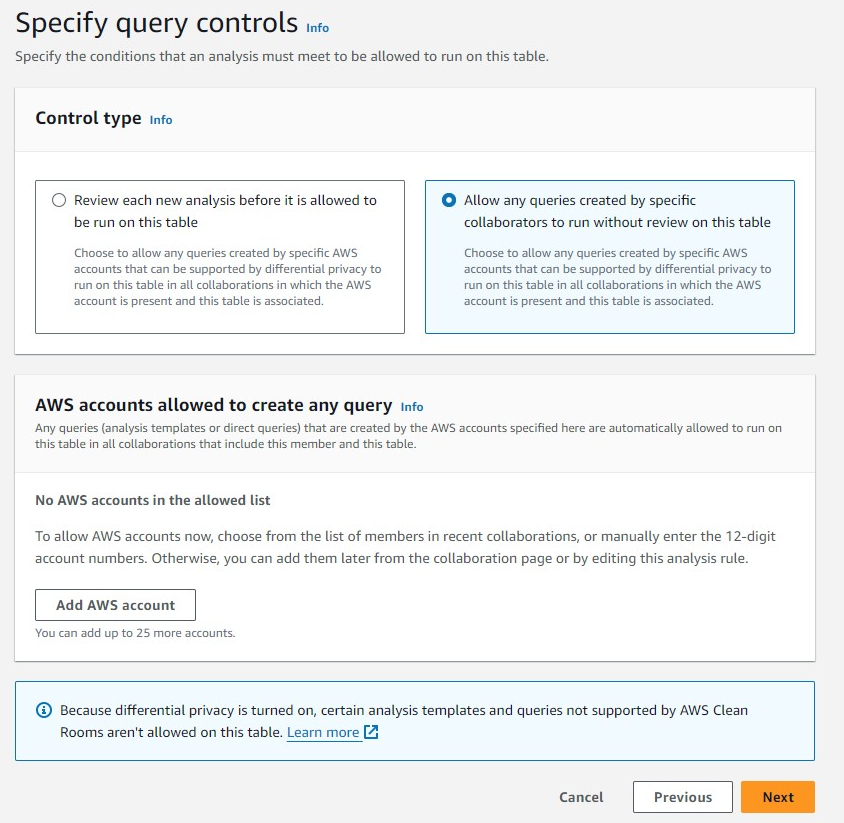 Specify query controls Info
Specify the conditions that an analysis must meet to be allowed to run on this table.
Control type Info
Review each new analysis before it is allowed to
be run on this table
Choose to allow any queries created by specific AWS
accounts that can be supported by differential privacy to
run on this table in all collaborations in which the AWS
account is present and this table is associated.
Allow any queries created by specific
collaborators to run without review on this table
Choose to allow any queries created by specific AWS
accounts that can be supported by differential privacy to
run on this table in all collaborations in which the AWS
account is present and this table is associated.
AWS accounts allowed to create any query Info
Any queries (analysis templates or direct queries) that are created by the AWS accounts specified here are automatically allowed to run on
this table in all collaborations that include this member and this table.
No AWS accounts in the allowed list
To allow AWS accounts now, choose from the list of members in recent collaborations, or manually enter the 12-digit
account numbers. Otherwise, you can add them later from the collaboration page or by editing this analysis rule.
Add AWS account
You can add up to 25 more accounts.
Because differential privacy is turned on, certain analysis templates and queries not supported by AWS Clean
Rooms aren't allowed on this table. Learn more
Cancel Previous Next